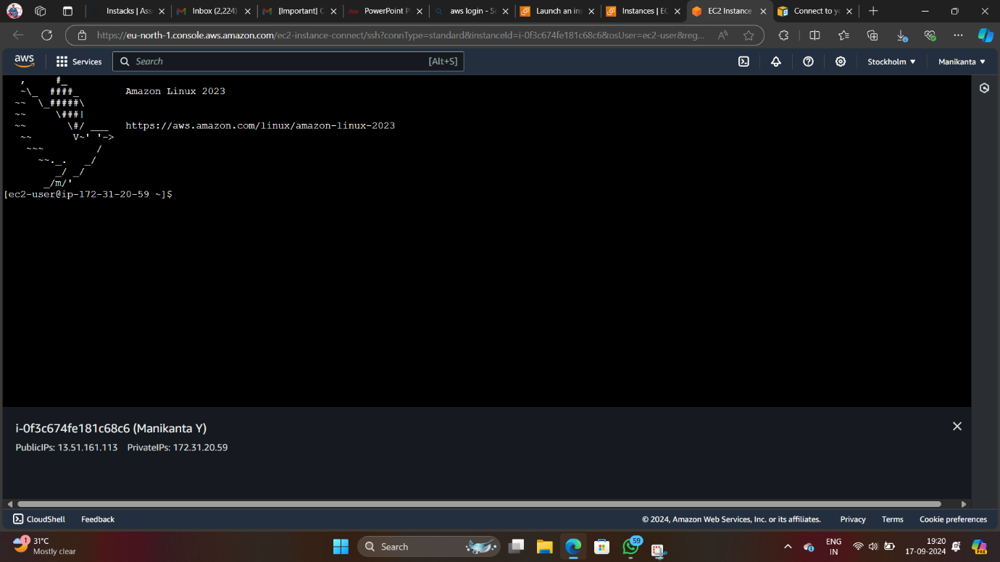 Instacks | Ass
Inbox (2,224)
[Important] C
PowerPoint P
aws login - Se
Launch an ins
Instances | EC
EC2 Instance
Connect to yo
https://eu-north-1.console.aws.amazon.com/ec2-instance-connect/ssh?connType=standard&instanceId=i-0f3c674fe181c68c6&osUser=ec2-user&reg...
aws
Services
Search
[Alt+S]
Stockholm ▼
Manikanta ▼
   ,     #_
   ~\_  ####_        Amazon Linux 2023
  ~~  \_#####\
  ~~     \###|
  ~~       \#/ ___   https://aws.amazon.com/linux/amazon-linux-2023
   ~~       V~' '->
    ~~~         /
      ~~._.   _/
         _/ _/
       _/m/'
[ec2-user@ip-172-31-20-59 ~]$
i-0f3c674fe181c68c6 (Manikanta Y)
PublicIPs: 13.51.161.113 PrivateIPs: 172.31.20.59
CloudShell
Feedback
© 2024, Amazon Web Services, Inc. or its affiliates.
Privacy
Terms
Cookie preferences
1
31°C
Mostly clear
Search
59
ENG
IN
19:20
17-09-2024
PRE